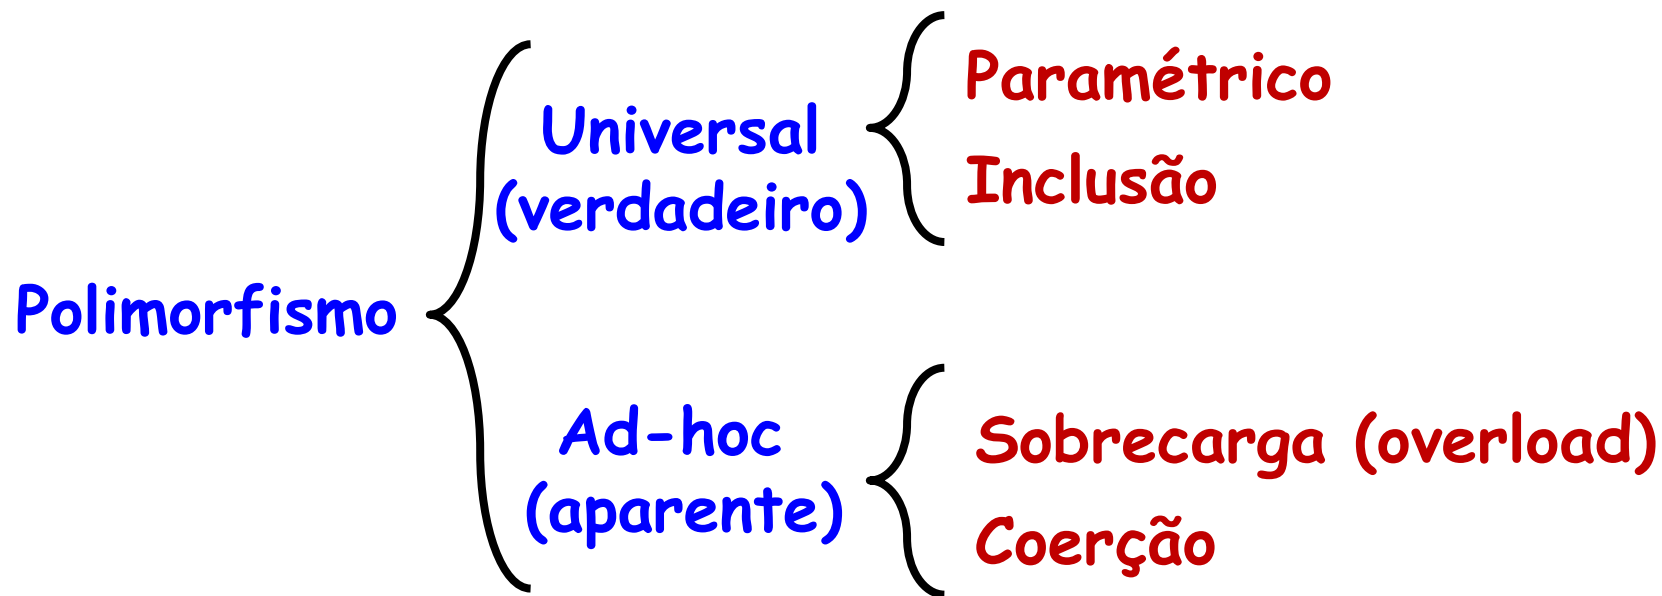 Polimorfismo
Universal
(verdadeiro)
Paramétrico
Inclusão
Ad-hoc
(aparente)
Sobrecarga (overload)
Coerção